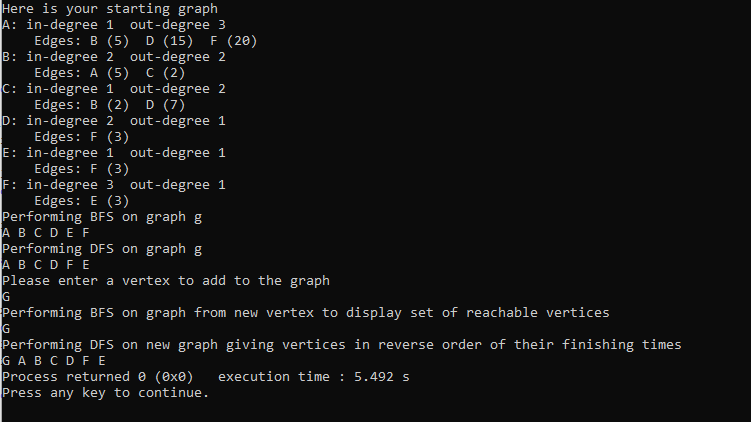 Here is your starting graph
A: in-degree 1  out-degree 3
    Edges: B (5)  D (15)  F (20)
B: in-degree 2  out-degree 2
    Edges: A (5)  C (2)
C: in-degree 1  out-degree 2
    Edges: B (2)  D (7)
D: in-degree 2  out-degree 1
    Edges: F (3)
E: in-degree 1  out-degree 1
    Edges: F (3)
F: in-degree 3  out-degree 1
    Edges: E (3)
Performing BFS on graph g
A B C D E F
Performing DFS on graph g
A B C D F E
Please enter a vertex to add to the graph
G
Performing BFS on graph from new vertex to display set of reachable vertices
G
Performing DFS on new graph giving vertices in reverse order of their finishing times
G A B C D F E
Process returned 0 (0x0)   execution time : 5.492 s
Press any key to continue.